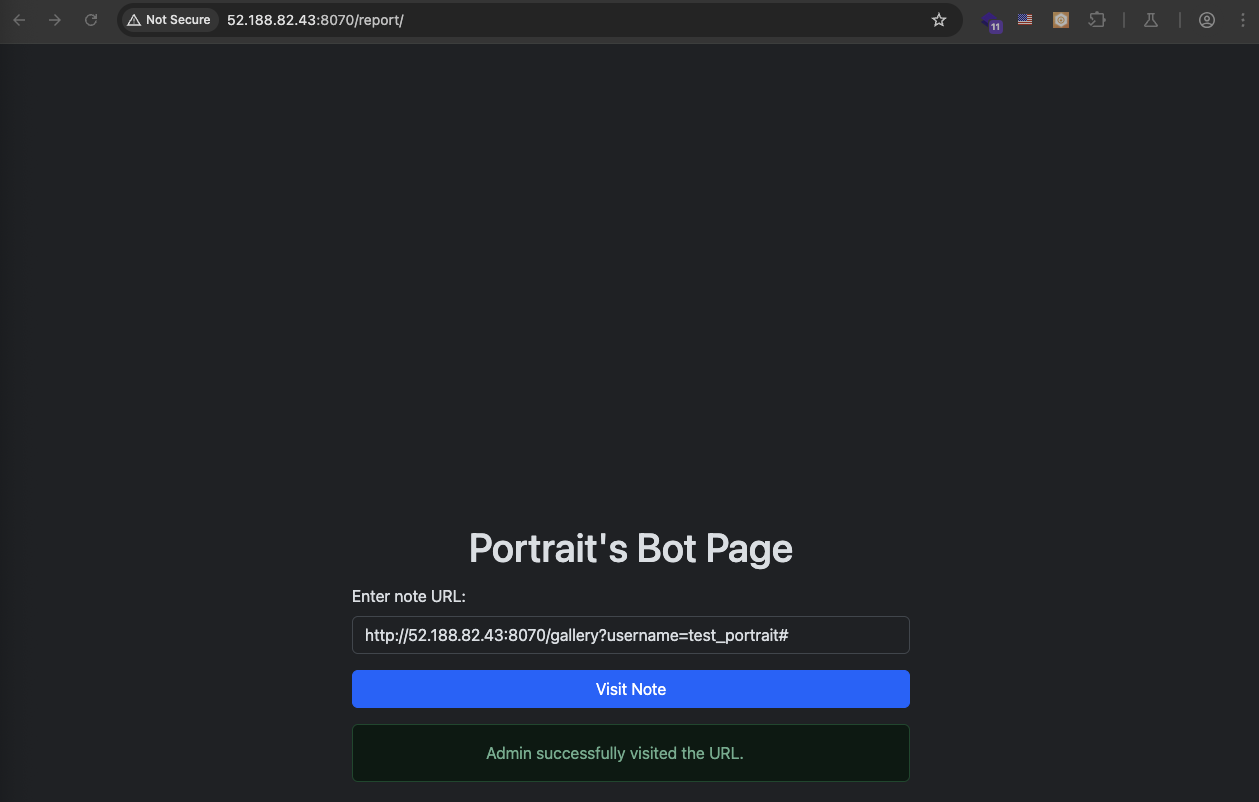 Not Secure 52.188.82.43:8070/report/
11
Portrait's Bot Page
Enter note URL:
http://52.188.82.43:8070/gallery?username=test_portrait#
Visit Note
Admin successfully visited the URL.